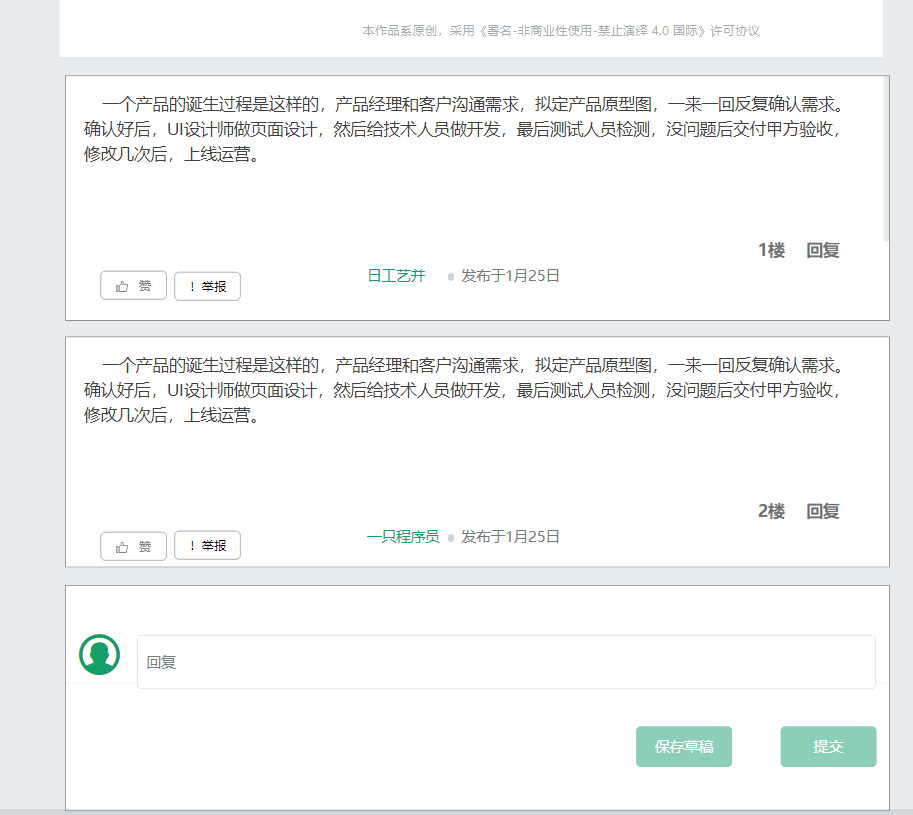 本作品系原创，采用《署名-非商业性使用-禁止演绎 4.0 国际》许可协议
一个产品的诞生过程是这样的，产品经理和客户沟通需求，拟定产品原型图，一来一回反复确认需求。
确认好后，UI设计师做页面设计，然后给技术人员做开发，最后测试人员检测，没问题后交付甲方验收，
修改几次后，上线运营。
1楼 回复
赞 ！举报 日工艺并 发布于1月25日
一个产品的诞生过程是这样的，产品经理和客户沟通需求，拟定产品原型图，一来一回反复确认需求。
确认好后，UI设计师做页面设计，然后给技术人员做开发，最后测试人员检测，没问题后交付甲方验收，
修改几次后，上线运营。
2楼 回复
赞 ！举报 一只程序员 发布于1月25日
回复
保存草稿 提交